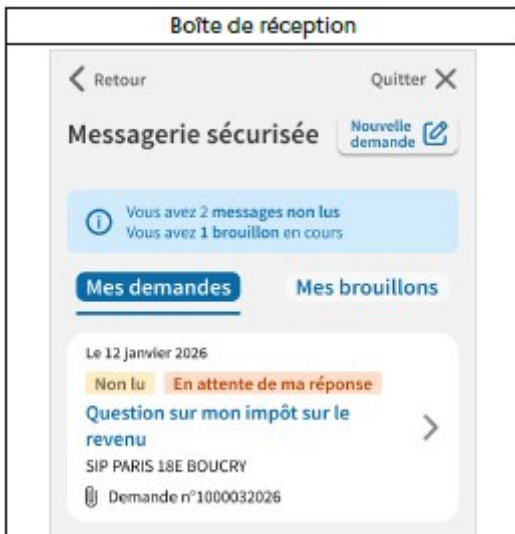 Boîte de réception
Retour
Quitter
Messagerie sécurisée
Nouvelle
demande
Vous avez 2 messages non lus
Vous avez 1 brouillon en cours
Mes demandes
Mes brouillons
Le 12 janvier 2026
Non lu
En attente de ma réponse
Question sur mon impôt sur le
revenu
SIP PARIS 18E BOUCRY
Demande n°1000032026